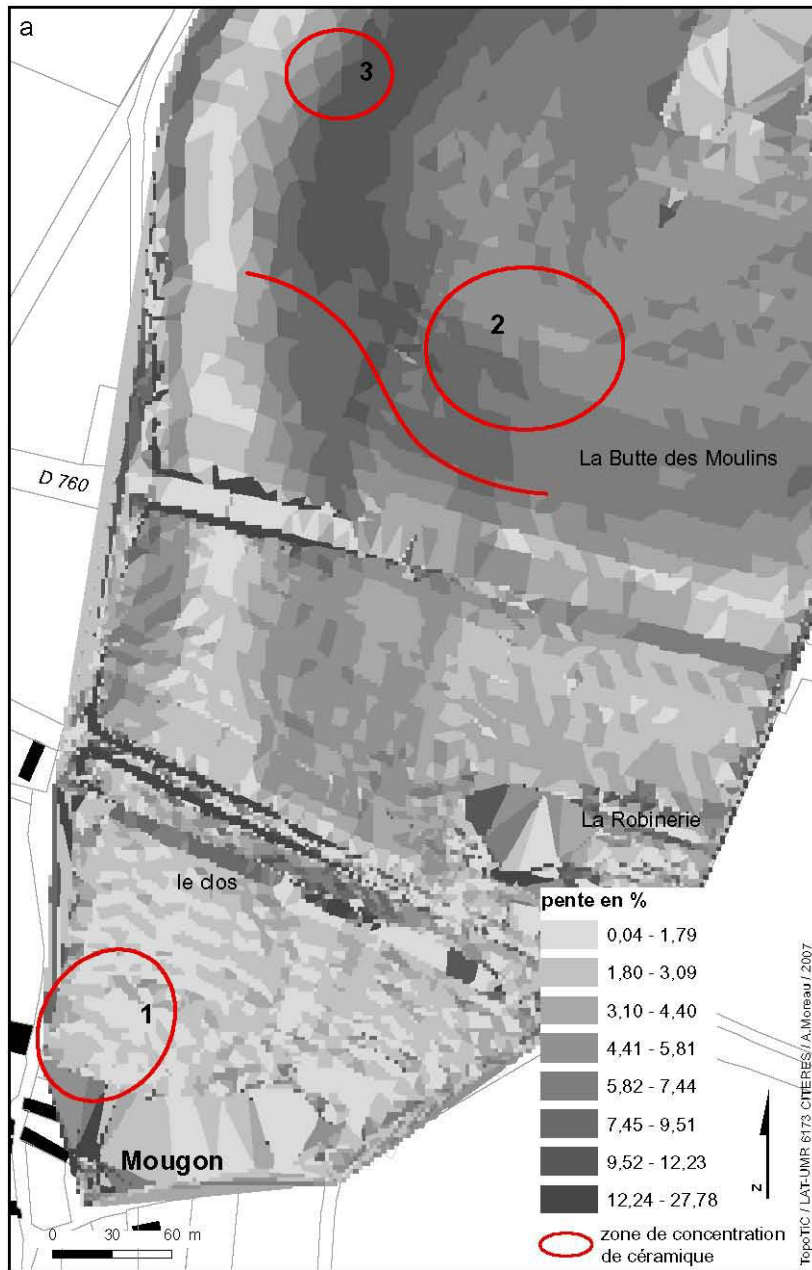 a
3
2
La Butte des Moulins
D 760
La Robinerie
le clos
1
Mougon
0 30 60 m
pente en %
0,04 - 1,79
1,80 - 3,09
3,10 - 4,40
4,41 - 5,81
5,82 - 7,44
7,45 - 9,51
9,52 - 12,23
12,24 - 27,78
zone de concentration
de céramique
N
TopoTIC / LAT-UMR 6173 CITERES / A.Moreau / 2007